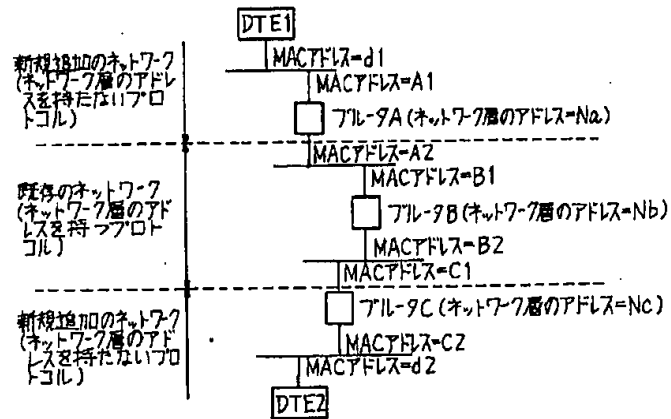 DTE1
MACアドレス=d1
新規追加のネットワーク
(ネットワーク層のアドレ
スを持たないプロ
トコル)
MACアドレス=A1
ブルータA(ネットワーク層のアドレス=Na)
MACアドレス=A2
MACアドレス=B1
既存のネットワーク
(ネットワーク層のアド
レスを持つプロト
コル)
ブルータB(ネットワーク層のアドレス=Nb)
MACアドレス=B2
MACアドレス=C1
新規追加のネットワーク
(ネットワーク層のアド
レスを持たないプロ
トコル)
ブルータC(ネットワーク層のアドレス=Nc)
MACアドレス=C2
MACアドレス=d2
DTE2